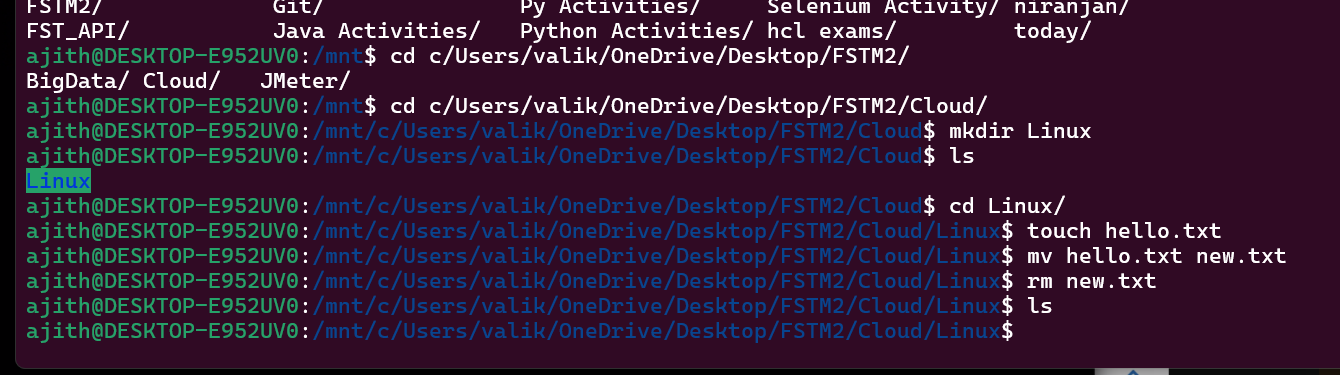 FSTM2/ Git/ Py Activities/ Selenium Activity/ niranjan/
FST_API/ Java Activities/ Python Activities/ hcl exams/ today/
ajith@DESKTOP-E952UV0:/mnt$ cd c/Users/valik/OneDrive/Desktop/FSTM2/
BigData/ Cloud/ JMeter/
ajith@DESKTOP-E952UV0:/mnt$ cd c/Users/valik/OneDrive/Desktop/FSTM2/Cloud/
ajith@DESKTOP-E952UV0:/mnt/c/Users/valik/OneDrive/Desktop/FSTM2/Cloud$ mkdir Linux
ajith@DESKTOP-E952UV0:/mnt/c/Users/valik/OneDrive/Desktop/FSTM2/Cloud$ ls
Linux
ajith@DESKTOP-E952UV0:/mnt/c/Users/valik/OneDrive/Desktop/FSTM2/Cloud$ cd Linux/
ajith@DESKTOP-E952UV0:/mnt/c/Users/valik/OneDrive/Desktop/FSTM2/Cloud/Linux$ touch hello.txt
ajith@DESKTOP-E952UV0:/mnt/c/Users/valik/OneDrive/Desktop/FSTM2/Cloud/Linux$ mv hello.txt new.txt
ajith@DESKTOP-E952UV0:/mnt/c/Users/valik/OneDrive/Desktop/FSTM2/Cloud/Linux$ rm new.txt
ajith@DESKTOP-E952UV0:/mnt/c/Users/valik/OneDrive/Desktop/FSTM2/Cloud/Linux$ ls
ajith@DESKTOP-E952UV0:/mnt/c/Users/valik/OneDrive/Desktop/FSTM2/Cloud/Linux$